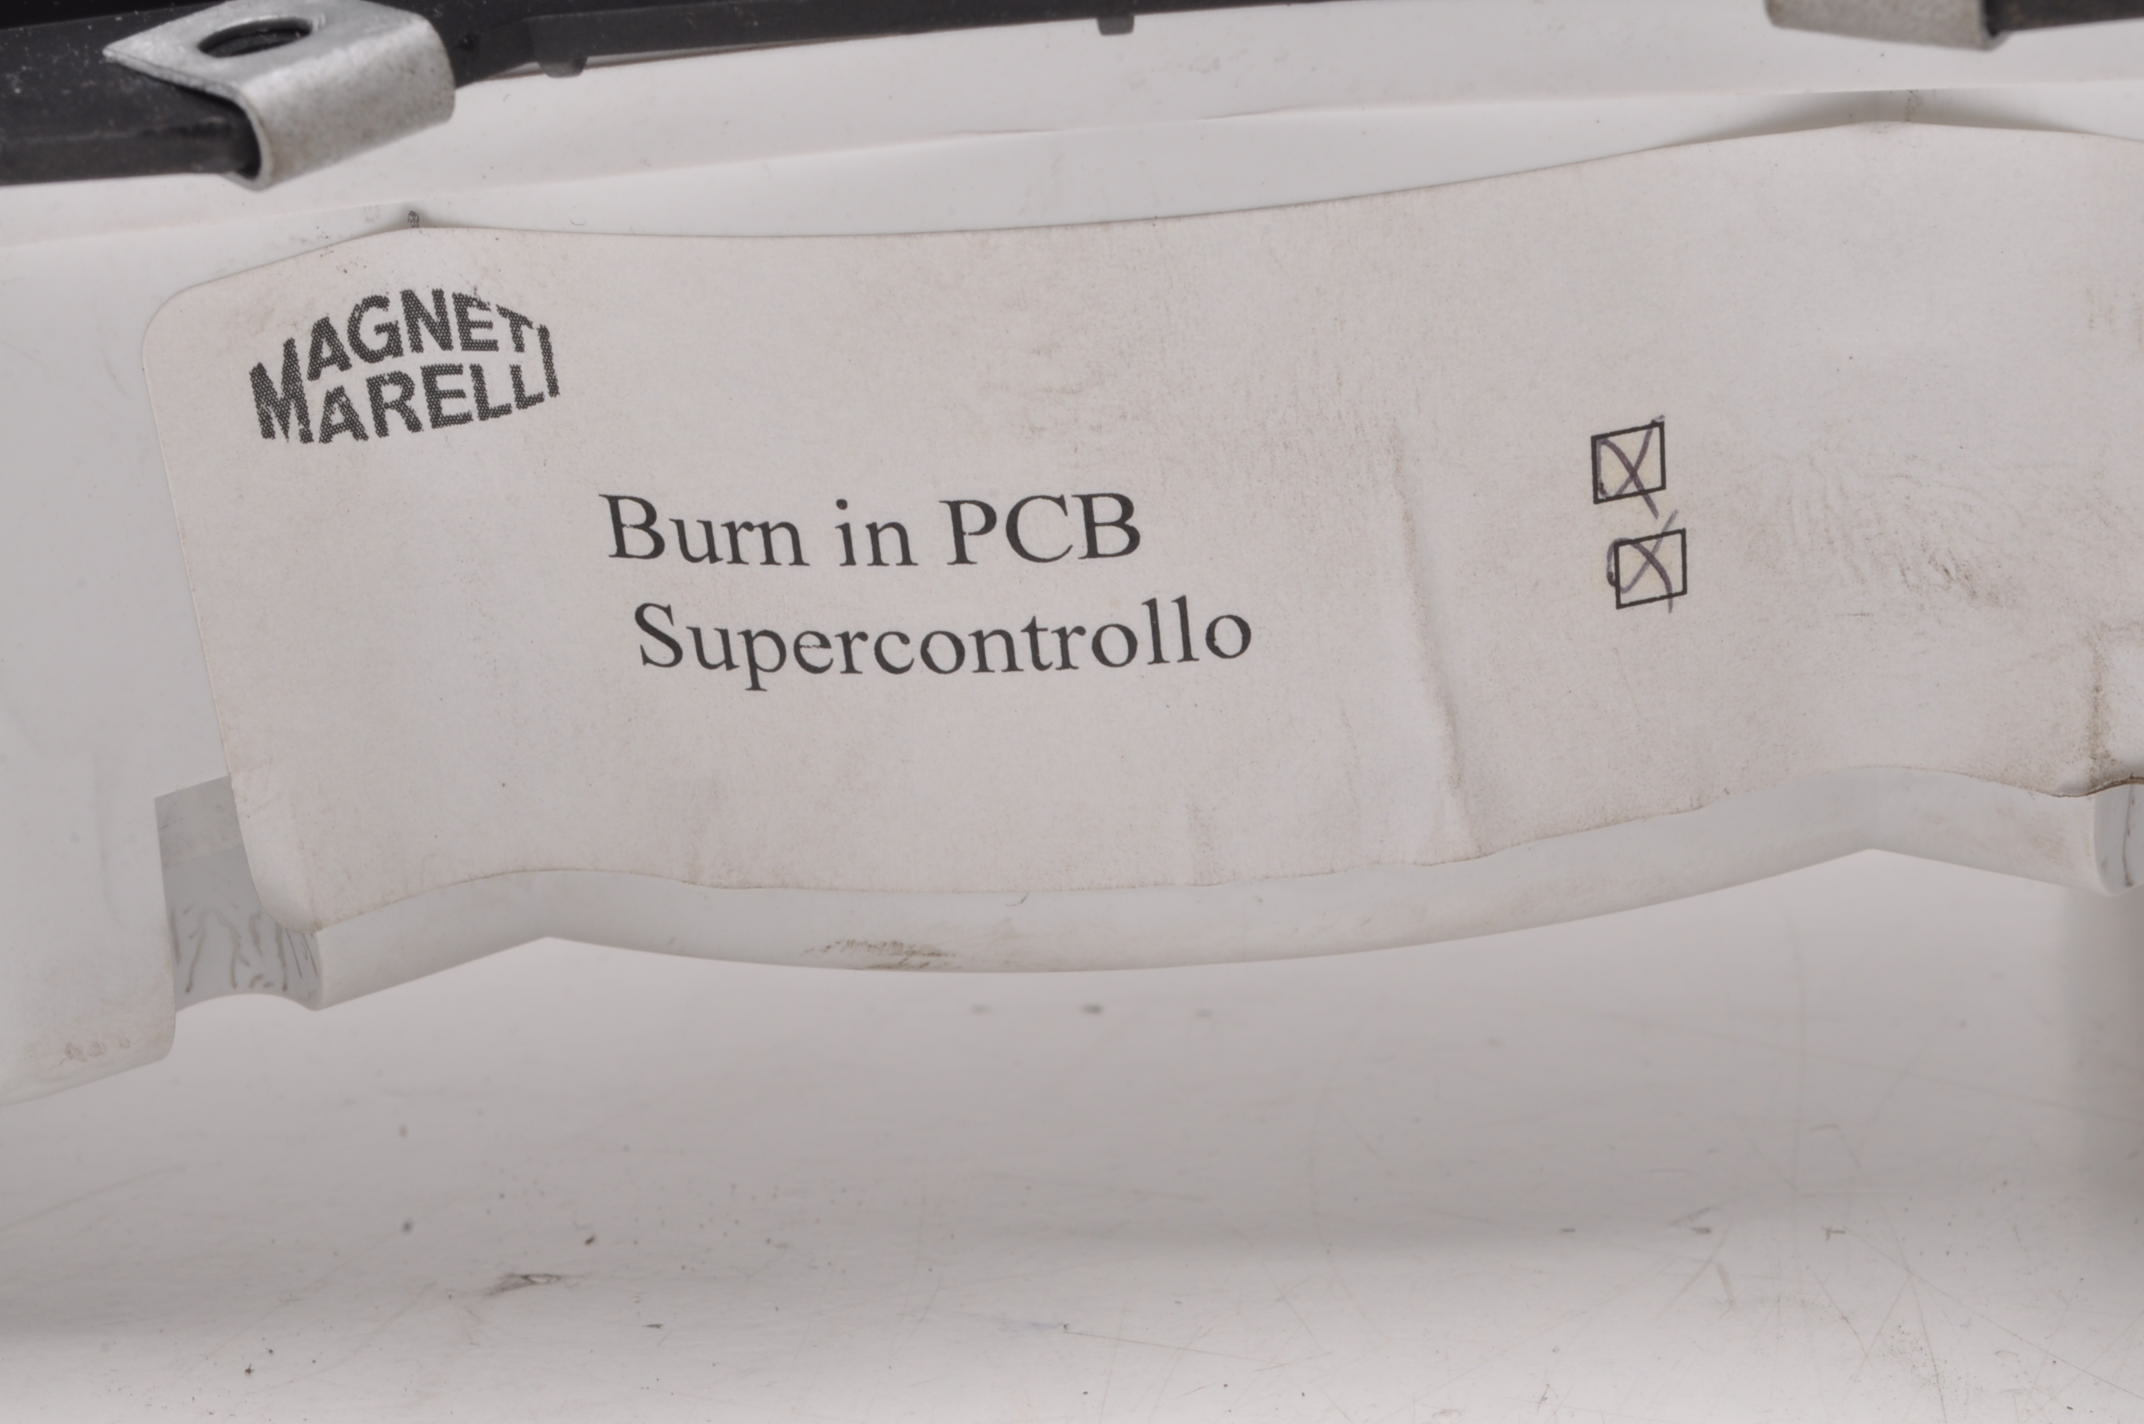 MAGNETI
MARELLI
Burn in PCB ☒
Supercontrollo ☒